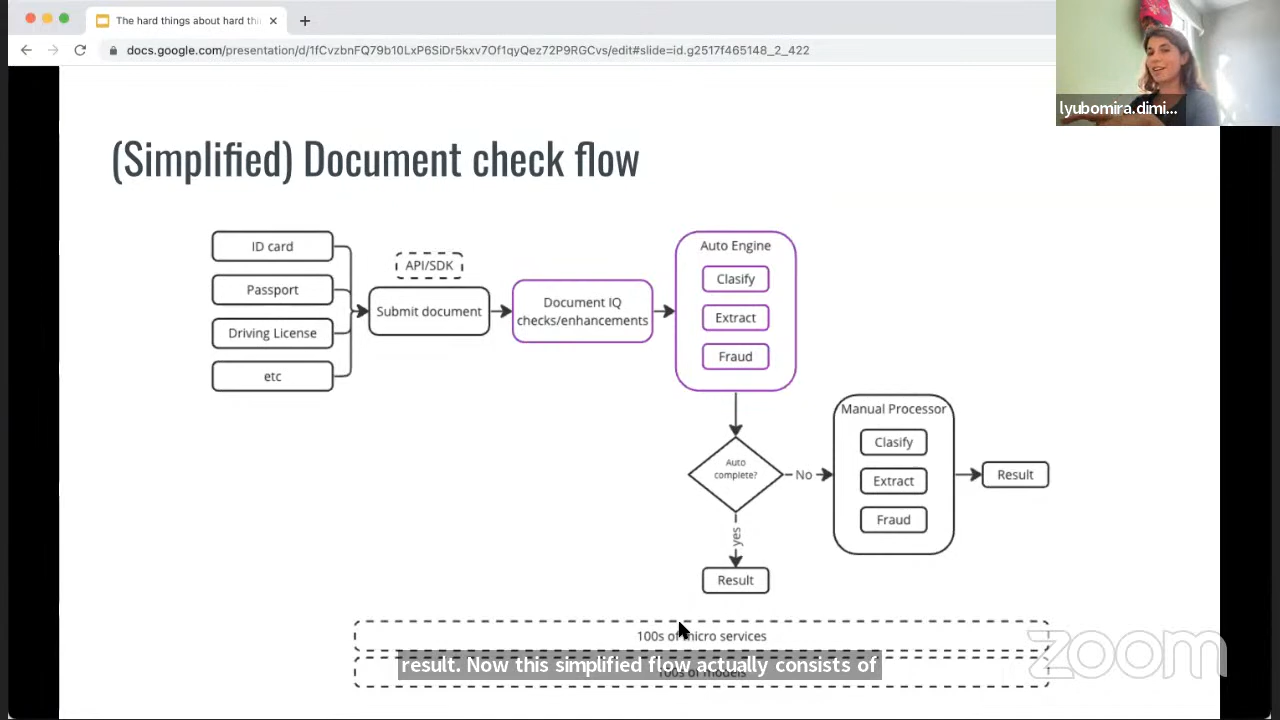 The hard things about hard thi
docs.google.com/presentation/d/1fCvzbnFQ79b10LxP6SiDr5kxv7Of1qyQez72P9RGCvs/edit#slide=id.g2517f465148_2_422
lyubomira.dimi...
(Simplified) Document check flow
ID card
Passport
Driving License
etc
API/SDK
Submit document
Document IQ
checks/enhancements
Auto Engine
Clasify
Extract
Fraud
Auto
complete?
No
yes
Result
Manual Processor
Clasify
Extract
Fraud
Result
100s of micro services
100s of models
result. Now this simplified flow actually consists of
zoom